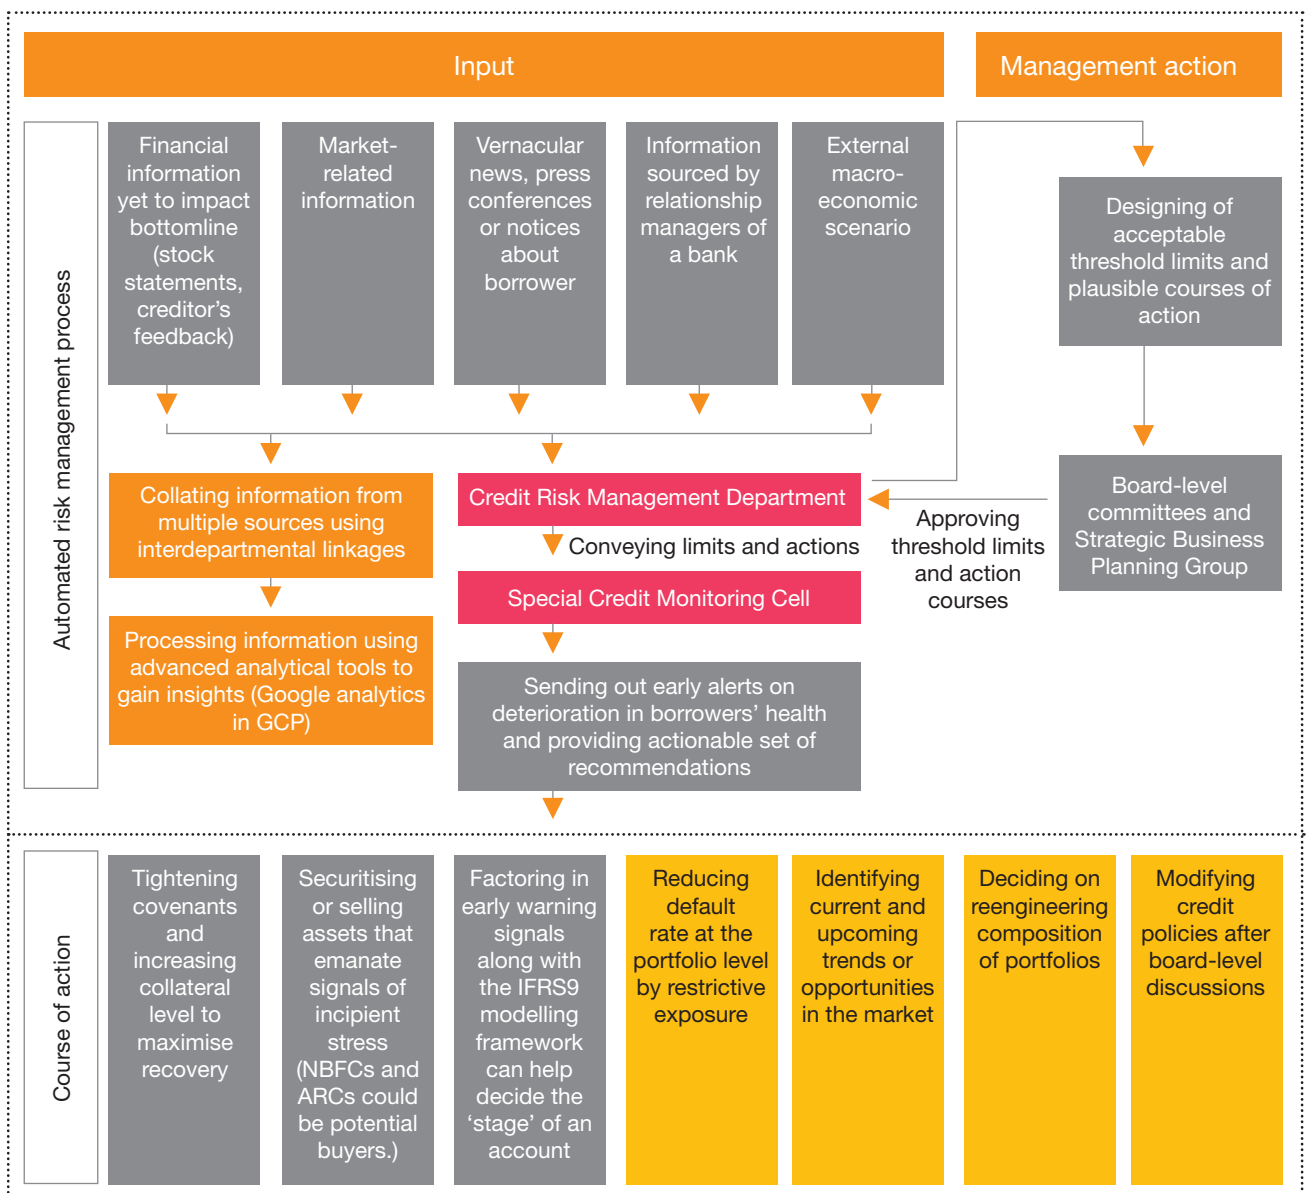 Input
Management action
Automated risk management process
Financial
information
yet to impact
bottomline
(stock
statements,
creditor’s
feedback)
Market-
related
information
Vernacular
news, press
conferences
or notices
about
borrower
Information
sourced by
relationship
managers of
a bank
External
macro-
economic
scenario
Designing of
acceptable
threshold limits and
plausible courses of
action
Collating information from
multiple sources using
interdepartmental linkages
Credit Risk Management Department
Approving
threshold limits
and action
courses
Board-level
committees and
Strategic Business
Planning Group
Conveying limits and actions
Special Credit Monitoring Cell
Processing information using
advanced analytical tools to
gain insights (Google analytics
in GCP)
Sending out early alerts on
deterioration in borrowers’ health
and providing actionable set of
recommendations
Course of action
Tightening
covenants
and
increasing
collateral
level to
maximise
recovery
Securitising
or selling
assets that
emanate
signals of
incipient
stress
(NBFCs and
ARCs could
be potential
buyers.)
Factoring in
early warning
signals
along with
the IFRS9
modelling
framework
can help
decide the
‘stage’ of an
account
Reducing
default
rate at the
portfolio level
by restrictive
exposure
Identifying
current and
upcoming
trends or
opportunities
in the market
Deciding on
reengineering
composition
of portfolios
Modifying
credit
policies after
board-level
discussions